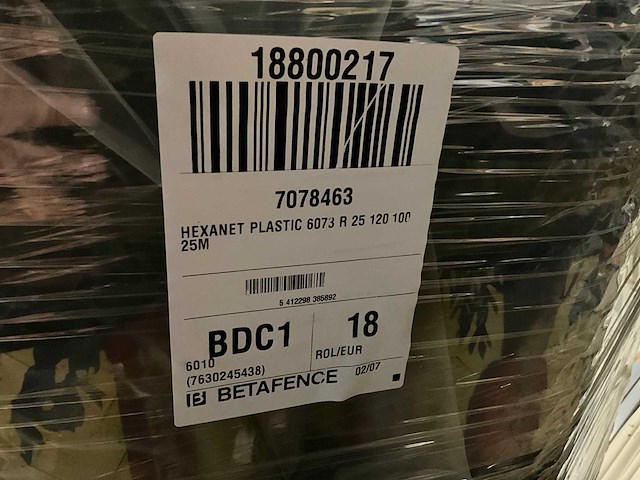 18800217
7078463
HEXANET PLASTIC 6073 R 25 120 100
25M
5 412298 385892
BDC1
18
6010
ROL/EUR
(7630245438)
BETAFENCE
02/07